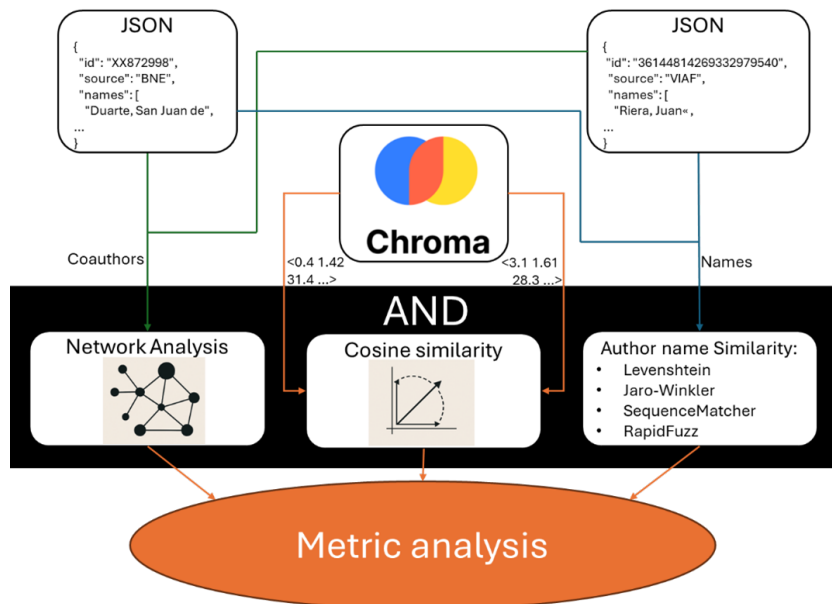 JSON
{
"id": "XX872998",
"source": "BNE",
"names": [
"Duarte, San Juan de",
...
}
JSON
{
"id": "36144814269332979540",
"source": "VIAF",
"names": [
"Riera, Juan«,
...
}
Chroma
Coauthors
<0.4 1.42
31.4 ...>
<3.1 1.61
28.3 ...>
Names
AND
Network Analysis
Cosine similarity
Author name Similarity:
• Levenshtein
• Jaro-Winkler
• SequenceMatcher
• RapidFuzz
Metric analysis